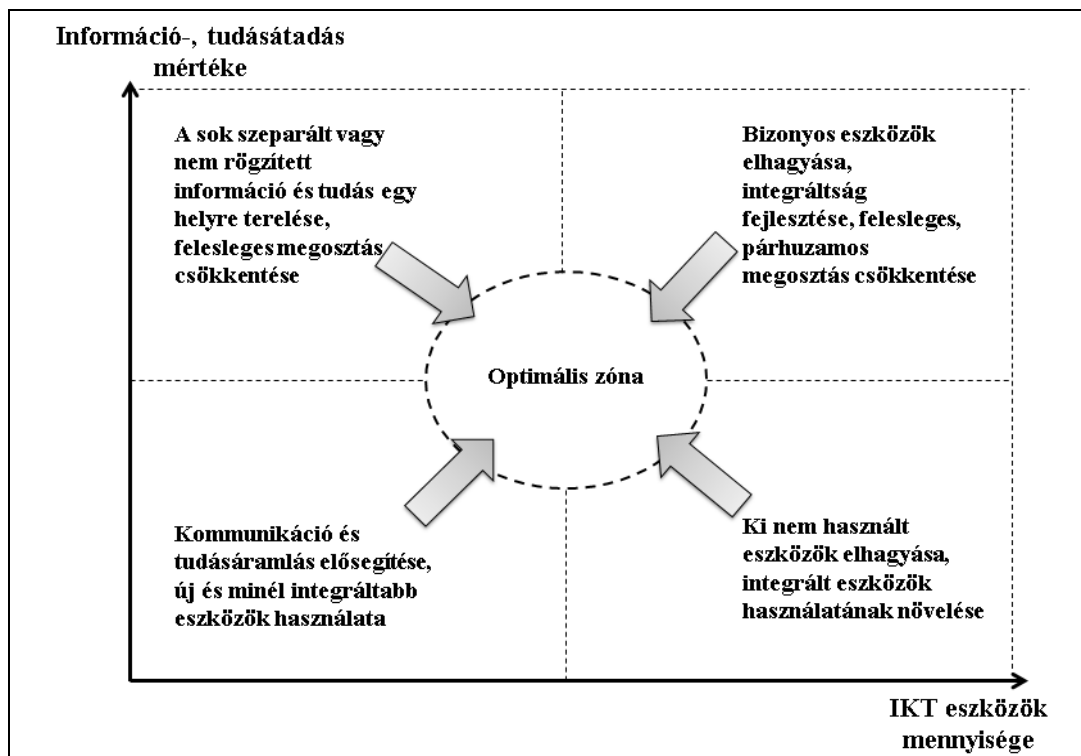 Információ-, tudásátadás
mértéke
A sok szeparált vagy
nem rögzített
információ és tudás egy
helyre terelése,
felesleges megosztás
csökkentése
Bizonyos eszközök
elhagyása,
integráltság
fejlesztése, felesleges,
párhuzamos
megosztás csökkentése
Optimális zóna
Kommunikáció és
tudásáramlás elősegítése,
új és minél integráltabb
eszközök használata
Ki nem használt
eszközök elhagyása,
integrált eszközök
használatának növelése
IKT eszközök
mennyisége